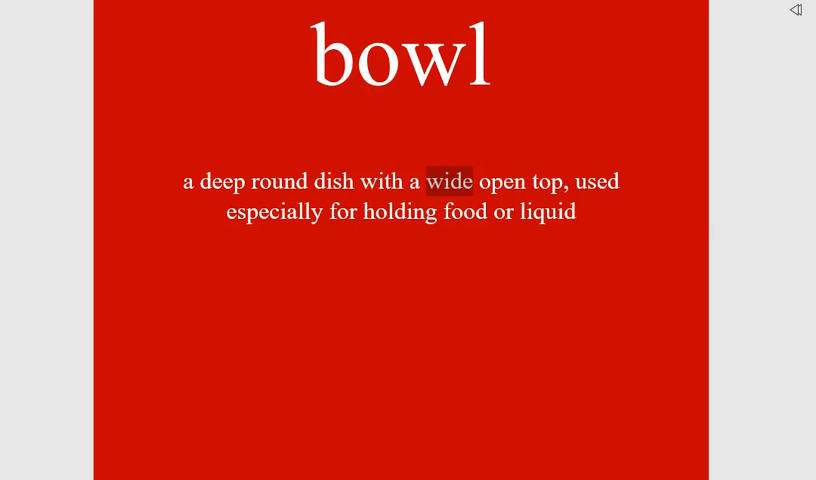 bowl
a deep round dish with a wide open top, used
especially for holding food or liquid